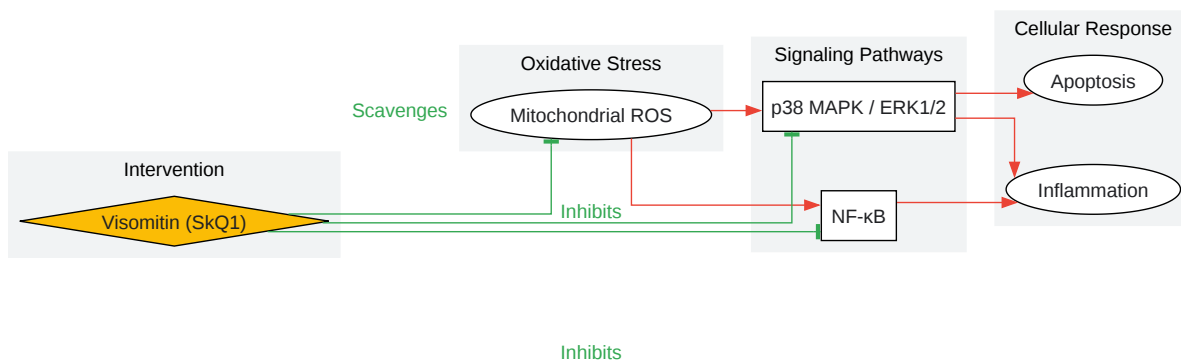 Cellular Response
Signaling Pathways
Oxidative Stress
Apoptosis
Scavenges
Mitochondrial ROS
p38 MAPK / ERK1/2
Intervention
Inflammation
Visomitin (SkQ1)
Inhibits
NF-κB
Inhibits